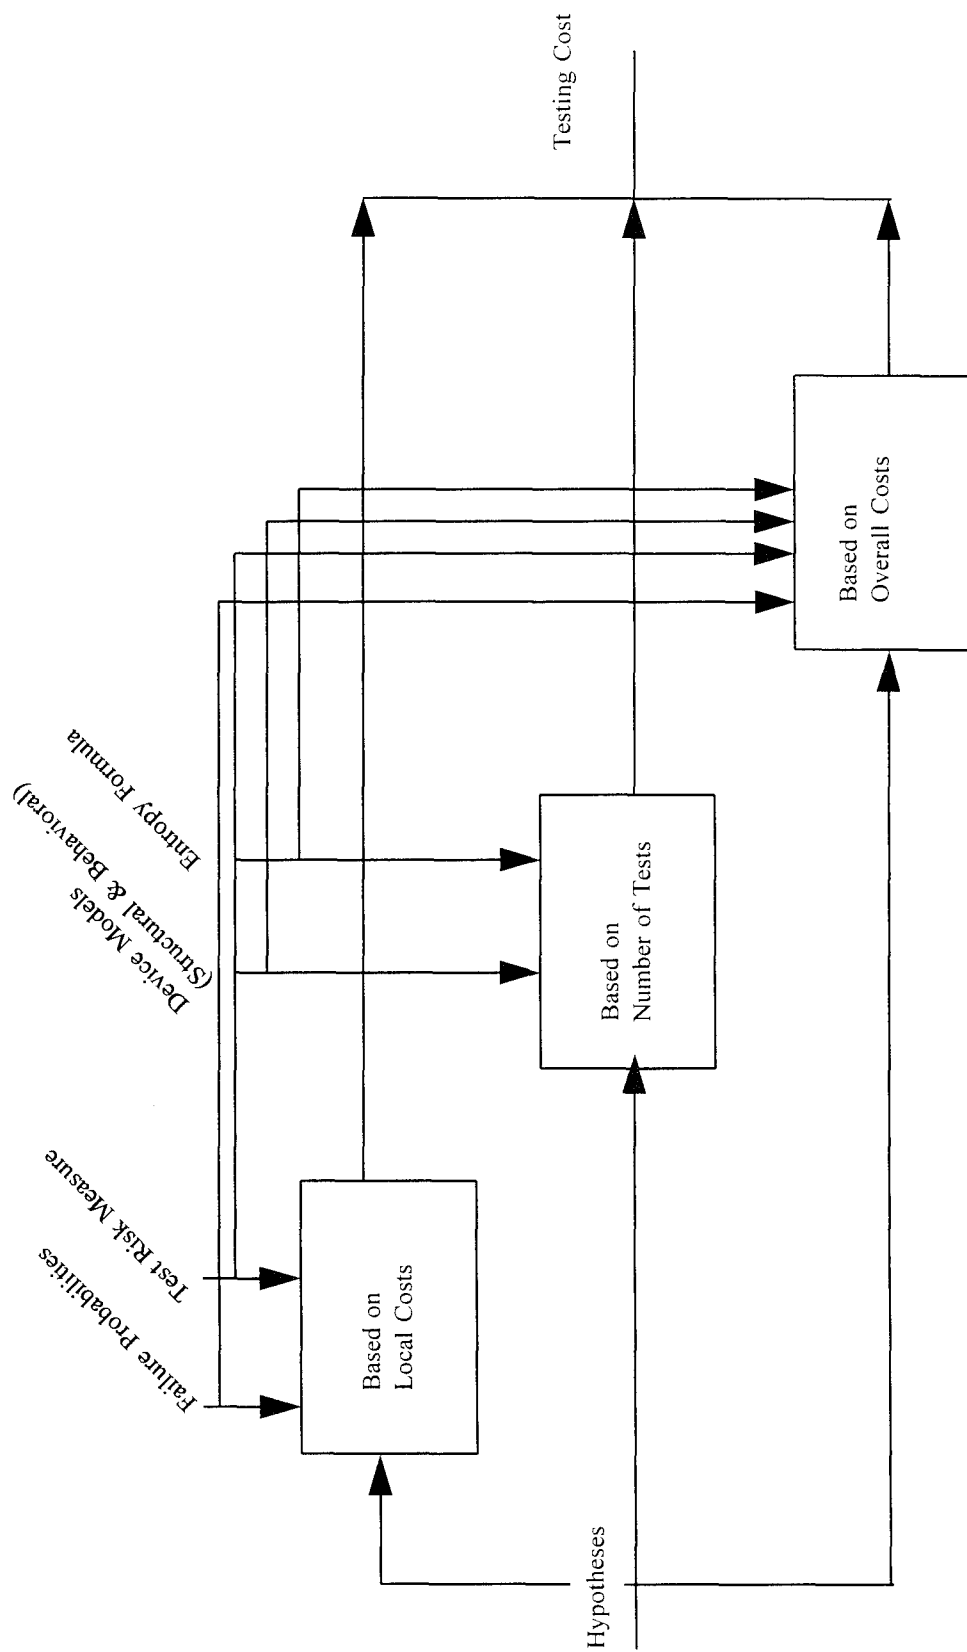 Failure Probabilities
Test Risk Measure
Device Models
(Structural & Behavioral)
Entropy Formula
Hypotheses
Based on
Local Costs
Based on
Number of Tests
Based on
Overall Costs
Testing Cost